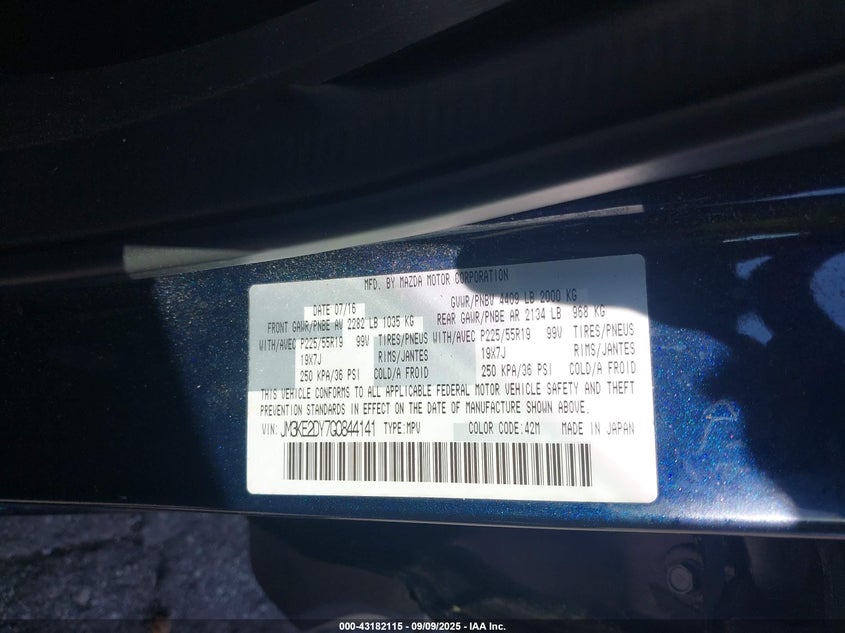 MFD. BY MAZDA MOTOR CORPORATION
DATE 07/16 GVWR/PNBV 4409 LB 2000 KG
FRONT GAWR/PNBE AV 2282 LB 1035 KG REAR GAWR/PNBE AR 2134 LB 968 KG
WITH/AVEC P225/55R19 99V TIRES/PNEUS WITH/AVEC P225/55R19 99V TIRES/PNEUS
19X7J RIMS/JANTES 19X7J RIMS/JANTES
250 KPA/36 PSI COLD/A FROID 250 KPA/36 PSI COLD/A FROID
THIS VEHICLE CONFORMS TO ALL APPLICABLE FEDERAL MOTOR VEHICLE SAFETY AND THEFT
PREVENTION STANDARDS IN EFFECT ON THE DATE OF MANUFACTURE SHOWN ABOVE.
VIN: JM3KE2DY7G0844141 TYPE:MPV COLOR CODE:42M MADE IN JAPAN
000-43182115 - 09/09/2025 - IAA Inc.